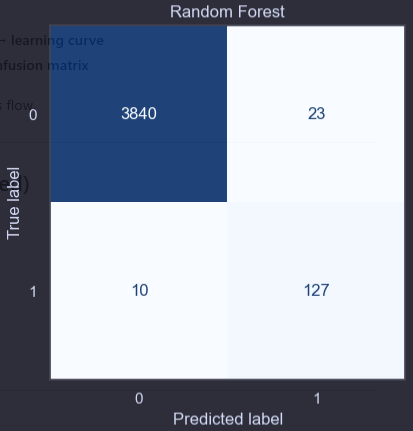 Random Forest
→ learning curve
nfusion matrix
s flow
0
3840
23
True label
1
10
127
0
1
Predicted label